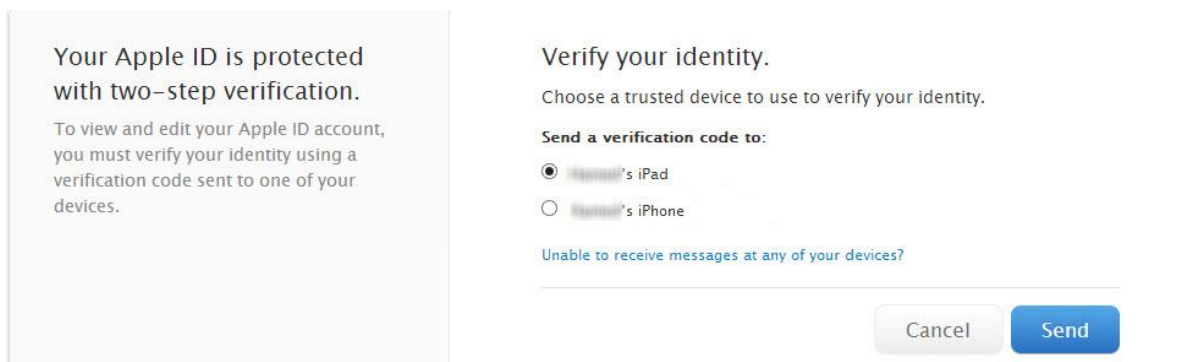 Your Apple ID is protected
with two-step verification.
To view and edit your Apple ID account,
you must verify your identity using a
verification code sent to one of your
devices.
Verify your identity.
Choose a trusted device to use to verify your identity.
Send a verification code to:
's iPad
's iPhone
Unable to receive messages at any of your devices?
Cancel
Send